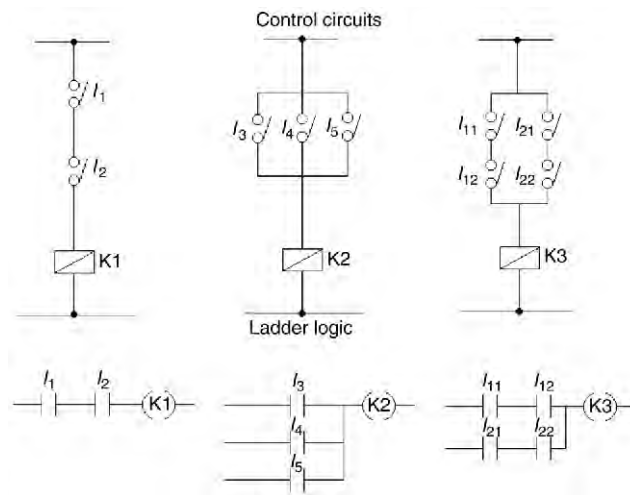 Control circuits
I1
I2
K1
I3 I4 I5
K2
I11 I21
I12 I22
K3
Ladder logic
I1 I2 K1
I3 K2
I4
I5
I11 I12 K3
I21 I22